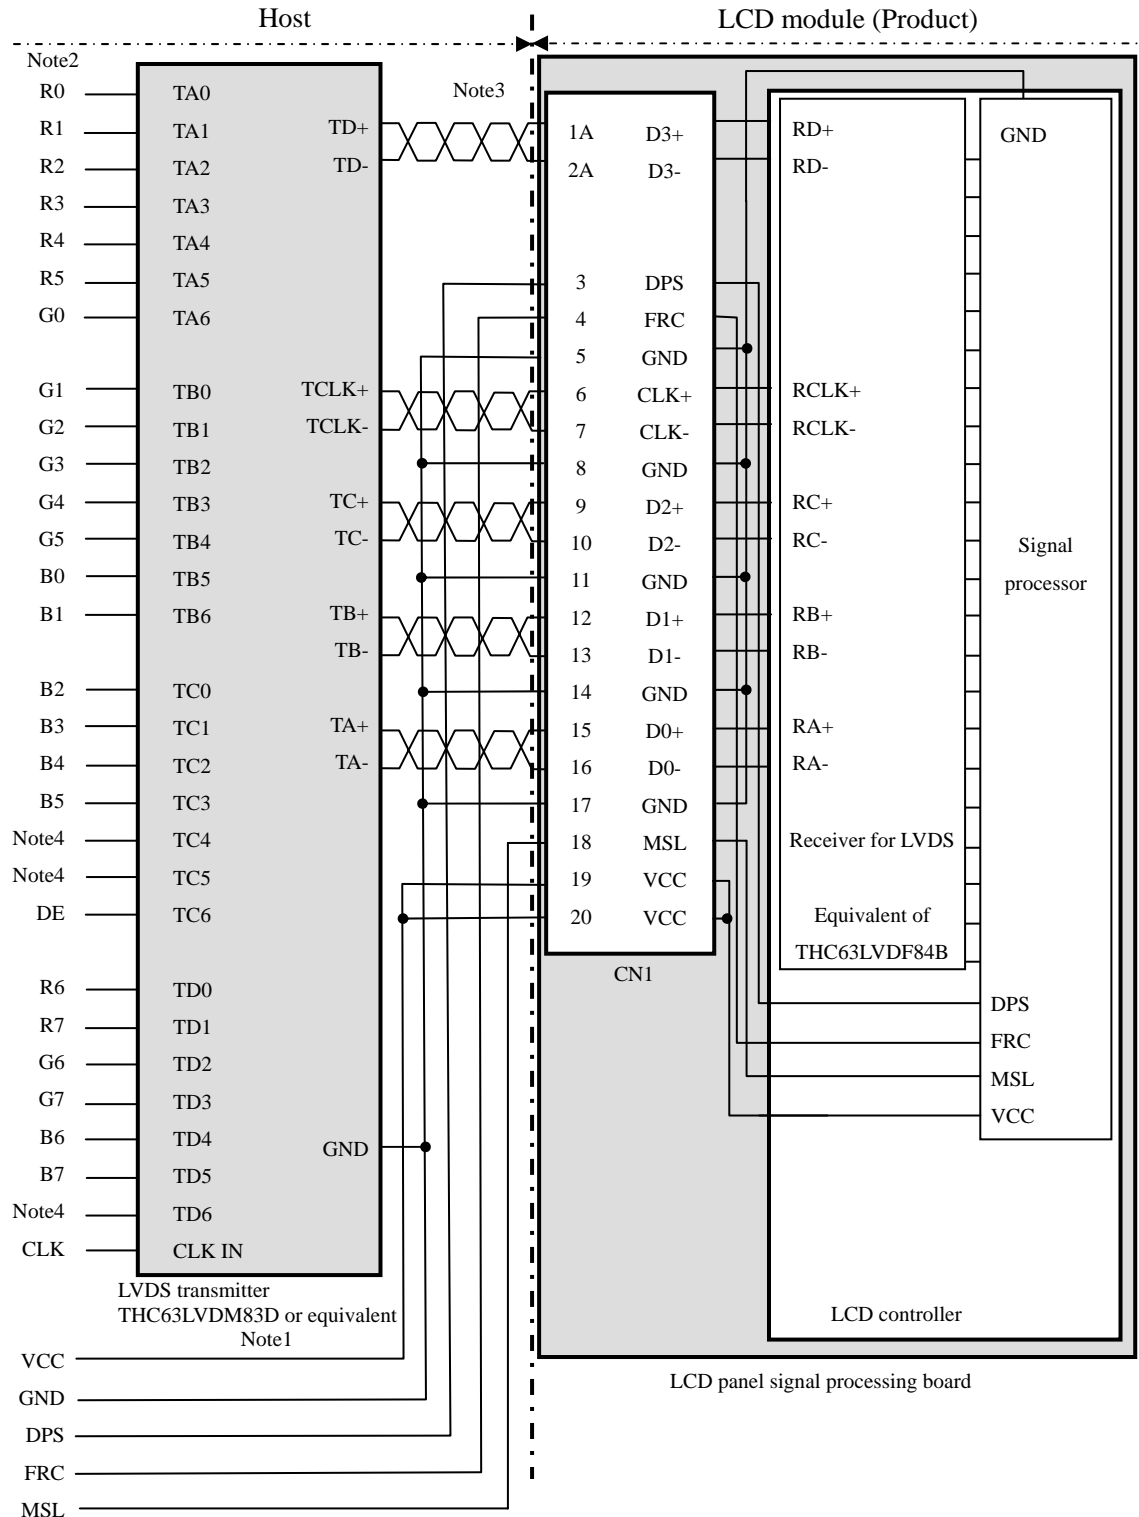 Host
LCD module (Product)
Note2
Note3
R0 TA0
R1 TA1 TD+ 1A D3+ RD+ GND
R2 TA2 TD- 2A D3- RD-
R3 TA3
R4 TA4
R5 TA5 3 DPS
G0 TA6 4 FRC
5 GND
G1 TB0 TCLK+ 6 CLK+ RCLK+
G2 TB1 TCLK- 7 CLK- RCLK-
G3 TB2 8 GND
G4 TB3 TC+ 9 D2+ RC+
G5 TB4 TC- 10 D2- RC- Signal
B0 TB5 11 GND processor
B1 TB6 TB+ 12 D1+ RB+
TB- 13 D1- RB-
B2 TC0 14 GND
B3 TC1 TA+ 15 D0+ RA+
B4 TC2 TA- 16 D0- RA-
B5 TC3 17 GND
Note4 TC4 18 MSL Receiver for LVDS
Note4 TC5 19 VCC
DE TC6 20 VCC Equivalent of
THC63LVDF84B
CN1
R6 TD0 DPS
R7 TD1 FRC
G6 TD2 MSL
G7 TD3 VCC
B6 TD4 GND
B7 TD5
Note4 TD6
CLK CLK IN
LVDS transmitter
THC63LVDM83D or equivalent
Note1
LCD controller
VCC
LCD panel signal processing board
GND
DPS
FRC
MSL